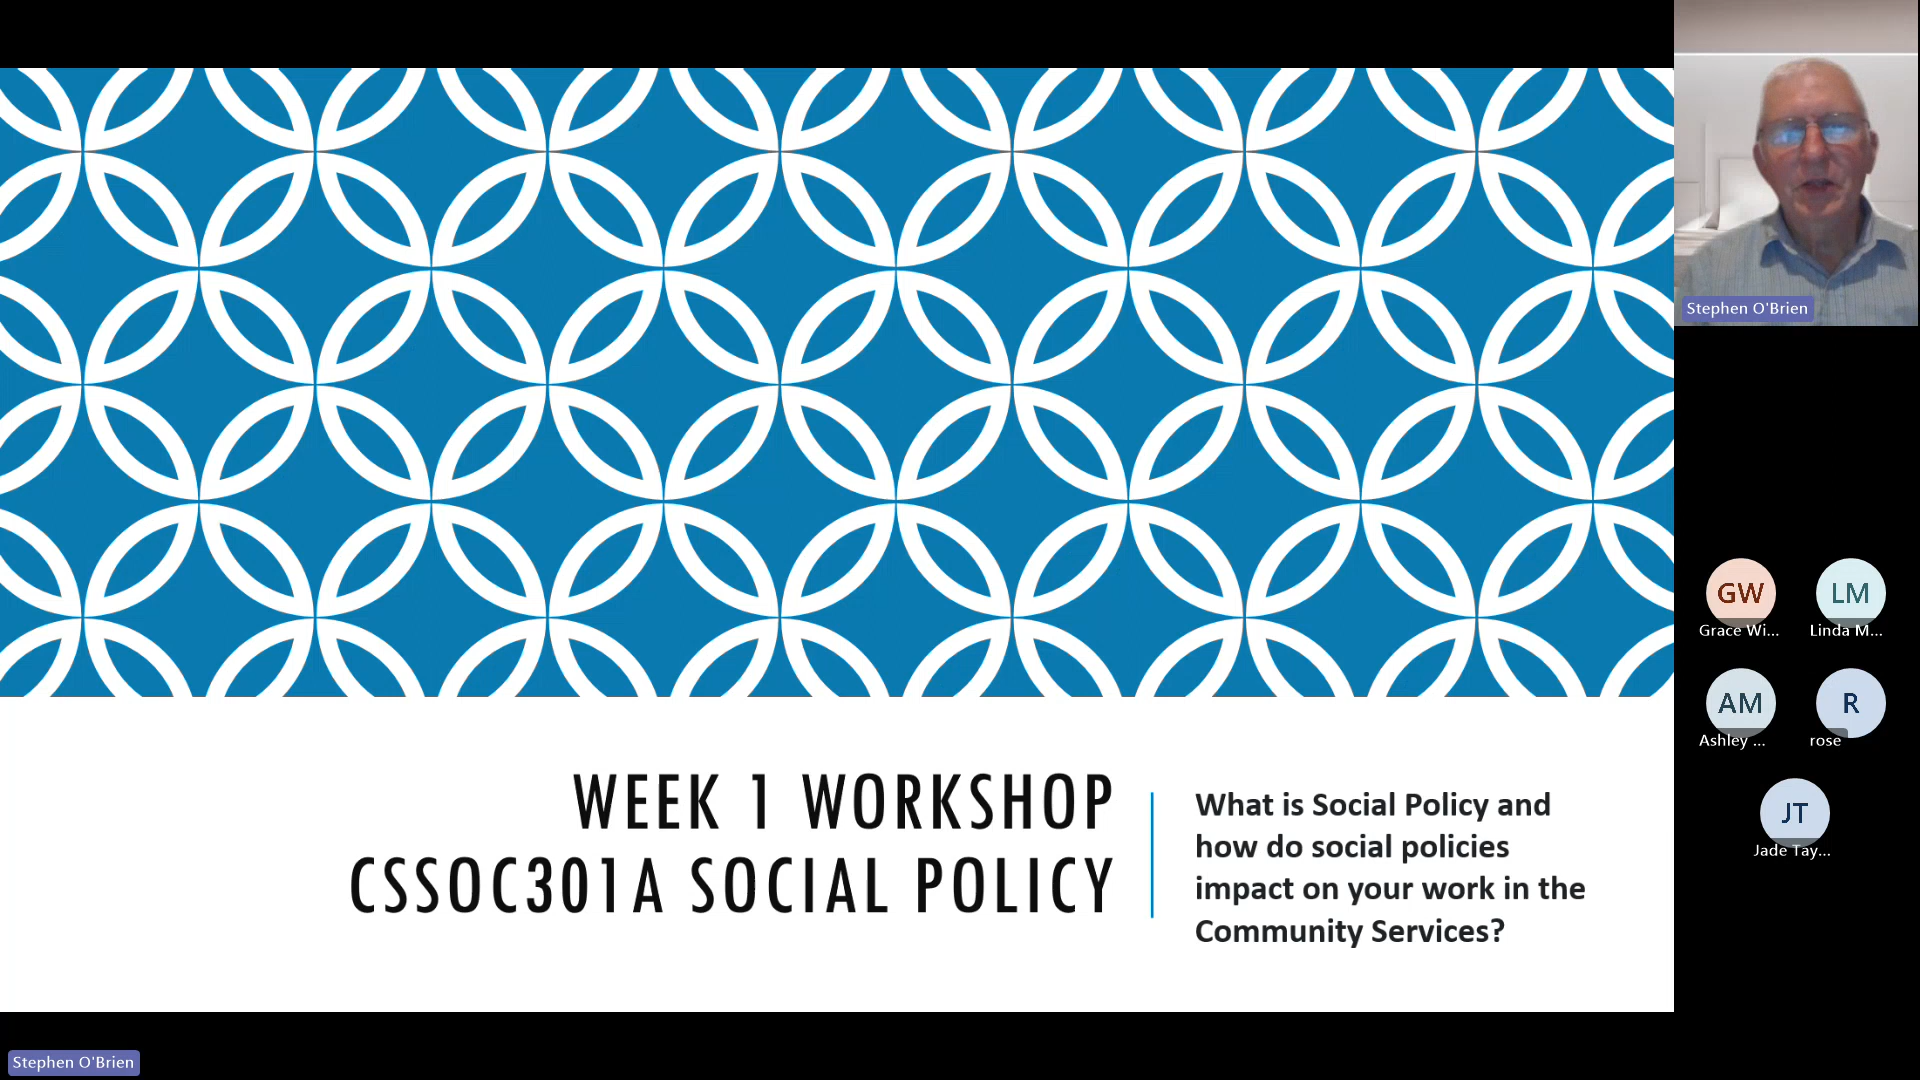 WEEK 1 WORKSHOP
CSSOC301A SOCIAL POLICY
What is Social Policy and
how do social policies
impact on your work in the
Community Services?
Stephen O'Brien
GW
Grace Wi...
LM
Linda M...
AM
Ashley ...
R
rose
JT
Jade Tay...
Stephen O'Brien